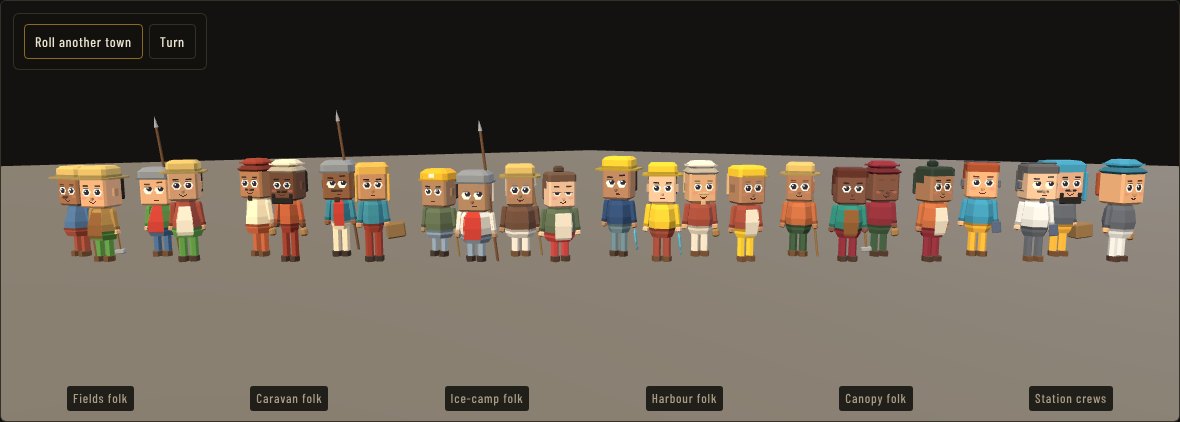 Roll another town
Turn
Fields folk
Caravan folk
Ice-camp folk
Harbour folk
Canopy folk
Station crews